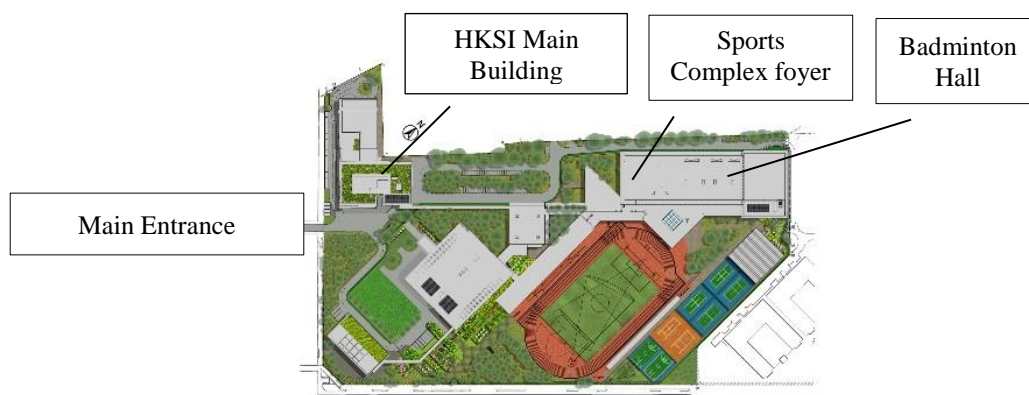 HKSI Main
Building
Sports
Complex foyer
Badminton
Hall
N
Main Entrance